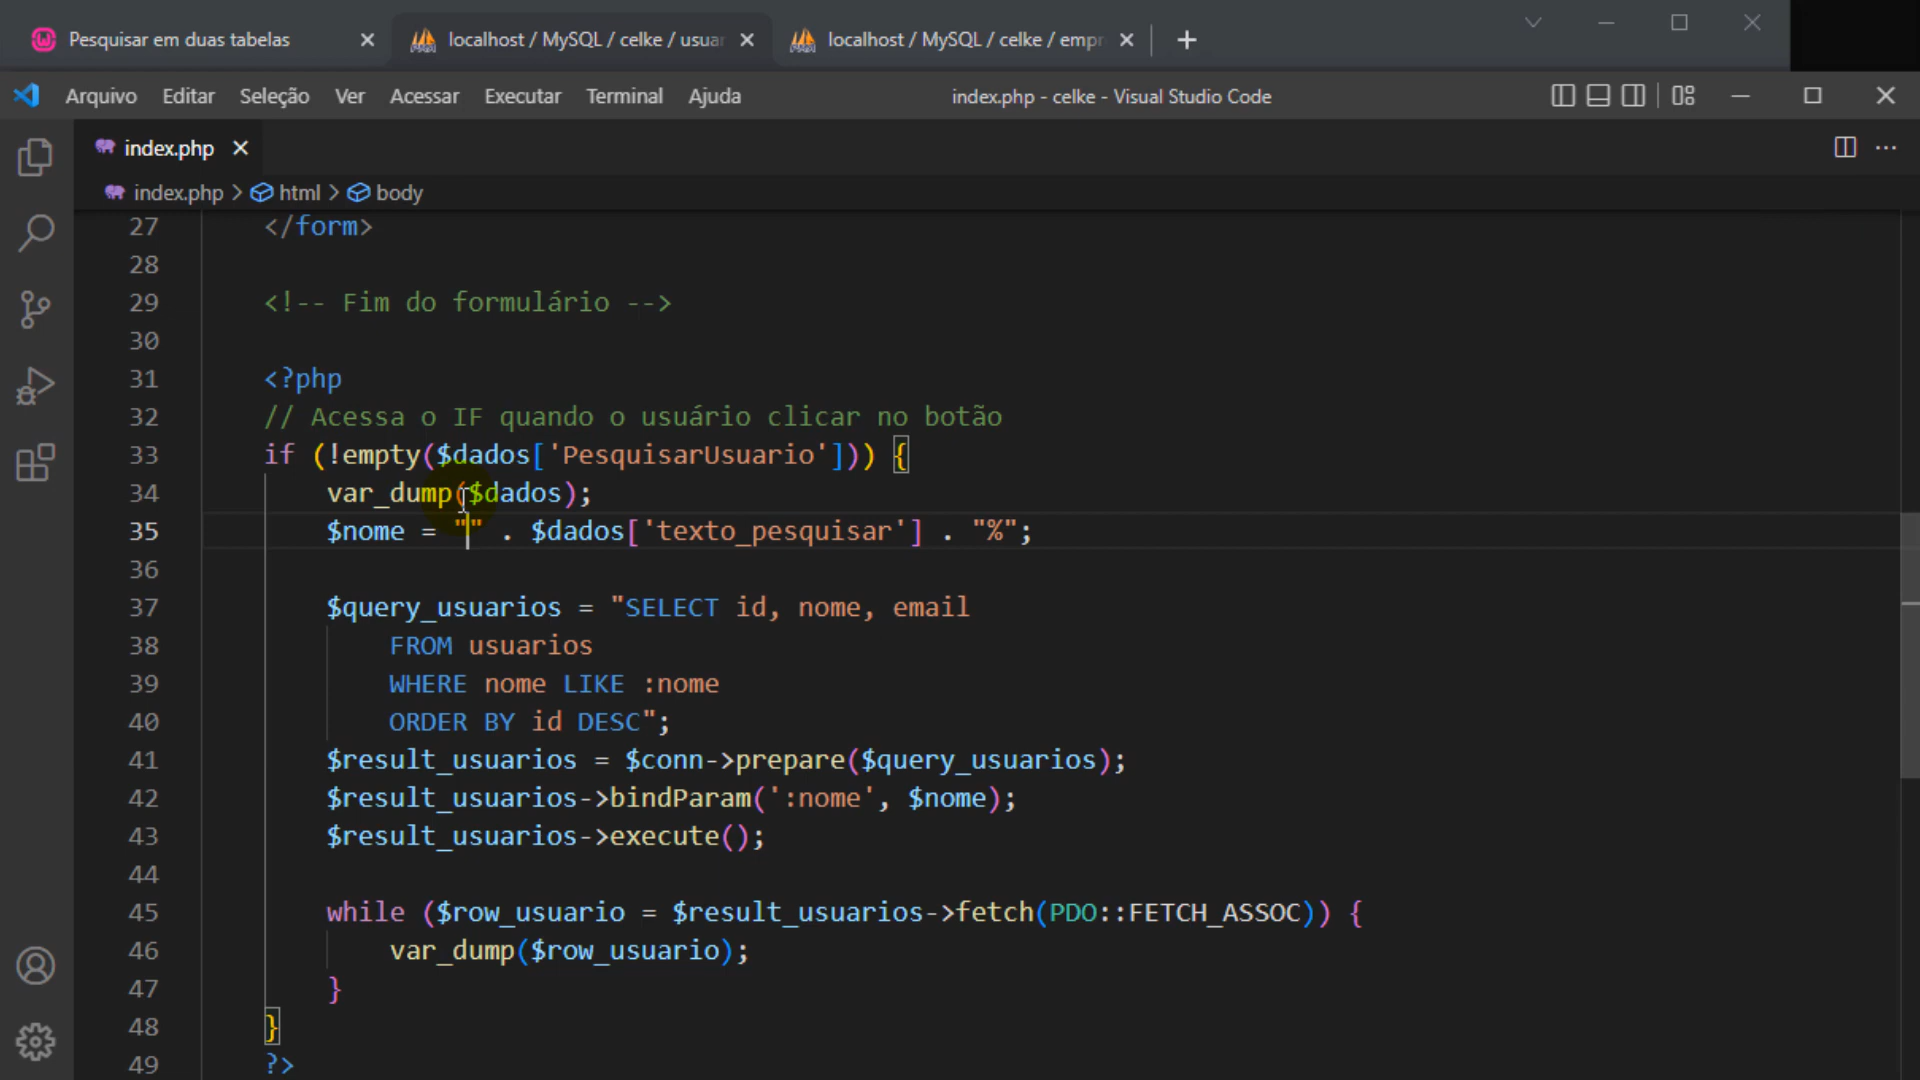 Pesquisar em duas tabelas
localhost / MySQL / celke / usuar
localhost / MySQL / celke / empr
Arquivo Editar Seleção Ver Acessar Executar Terminal Ajuda
index.php - celke - Visual Studio Code
index.php
index.php > html > body
27 </form>
28
29 <!-- Fim do formulário -->
30
31 <?php
32 // Acessa o IF quando o usuário clicar no botão
33 if (!empty($dados['PesquisarUsuario'])) {
34 var_dump($dados);
35 $nome = "" . $dados['texto_pesquisar'] . "%";
36
37 $query_usuarios = "SELECT id, nome, email
38 FROM usuarios
39 WHERE nome LIKE :nome
40 ORDER BY id DESC";
41 $result_usuarios = $conn->prepare($query_usuarios);
42 $result_usuarios->bindParam(':nome', $nome);
43 $result_usuarios->execute();
44
45 while ($row_usuario = $result_usuarios->fetch(PDO::FETCH_ASSOC)) {
46 var_dump($row_usuario);
47 }
48 }
49 ?>